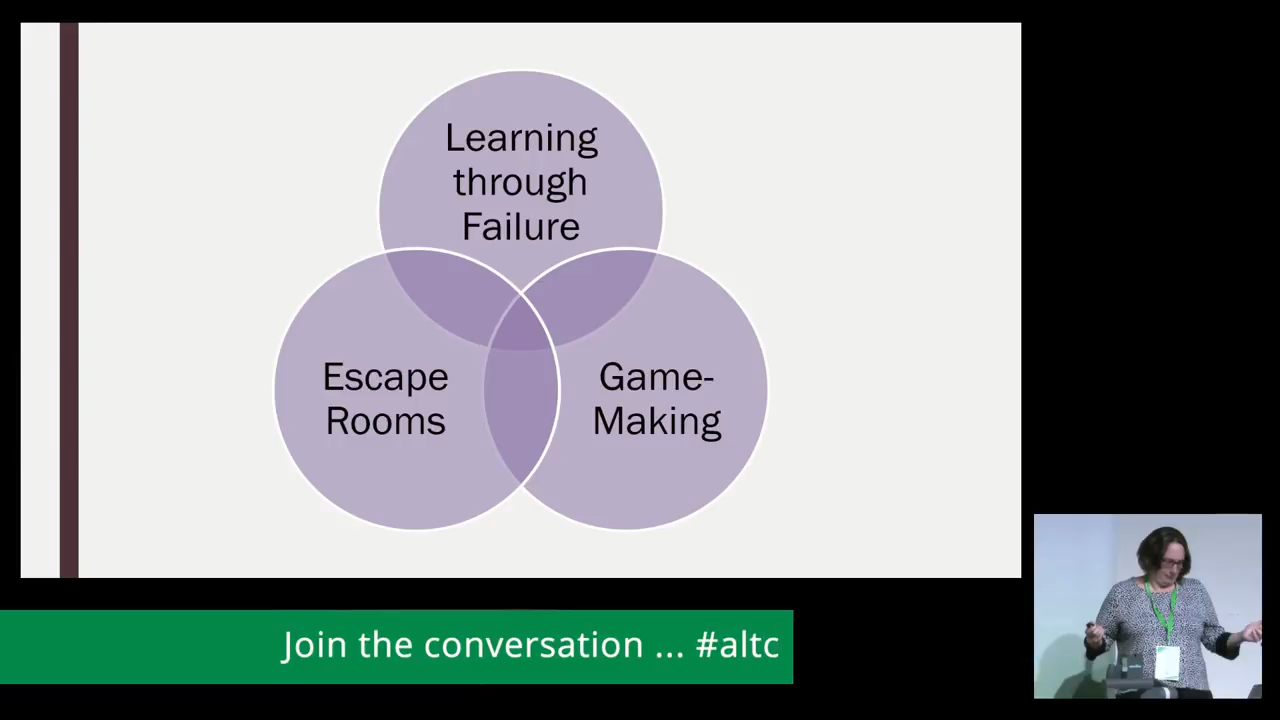 Learning
through
Failure
Escape
Rooms
Game-
Making
Join the conversation ... #altc